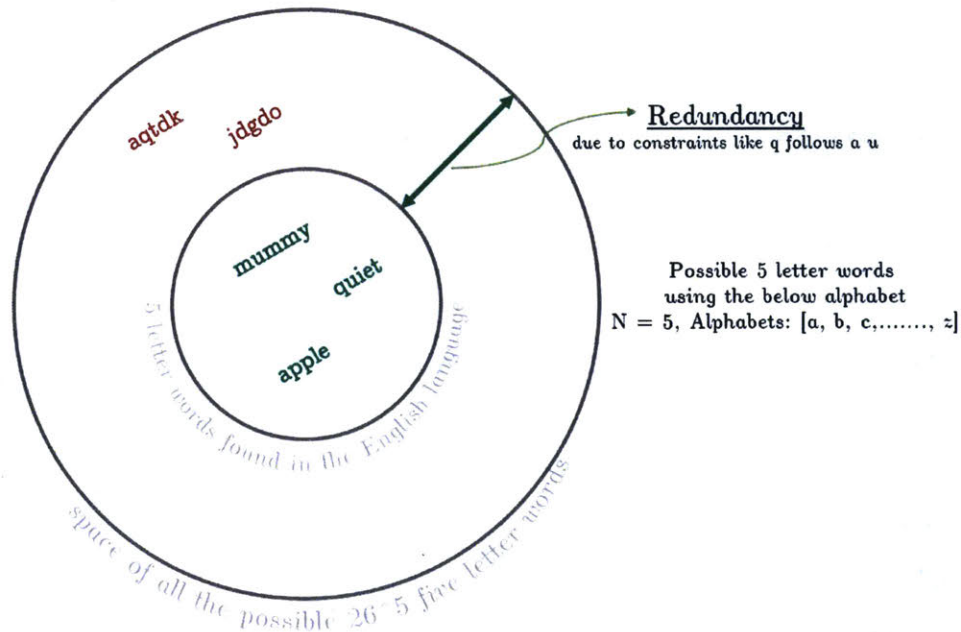 aqtdk
jdgdo
Redundancy
due to constraints like q follows a u
mummy
quiet
apple
Possible 5 letter words
using the below alphabet
N = 5, Alphabets: [a, b, c,......., z]
5 letter words found in the English language
space of all the possible 26^5 five letter words